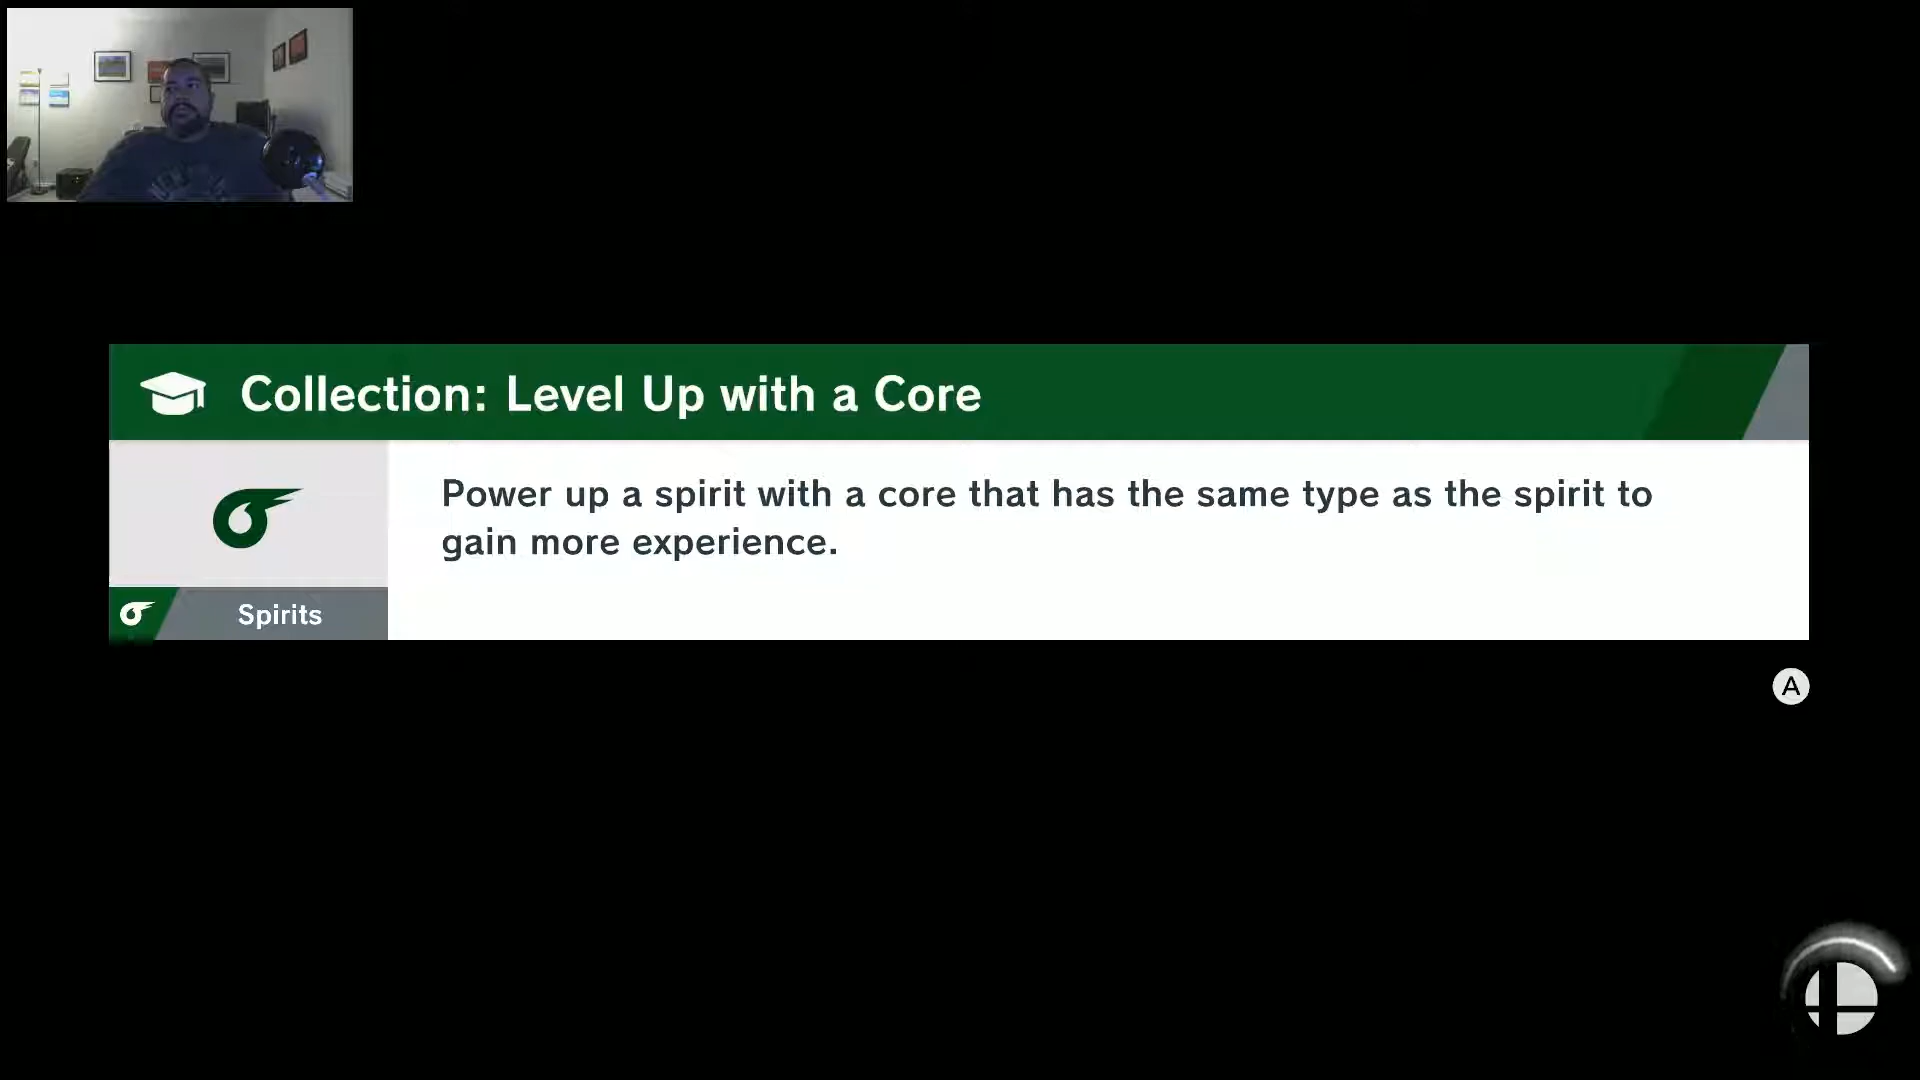 Collection: Level Up with a Core
Power up a spirit with a core that has the same type as the spirit to
gain more experience.
Spirits
A